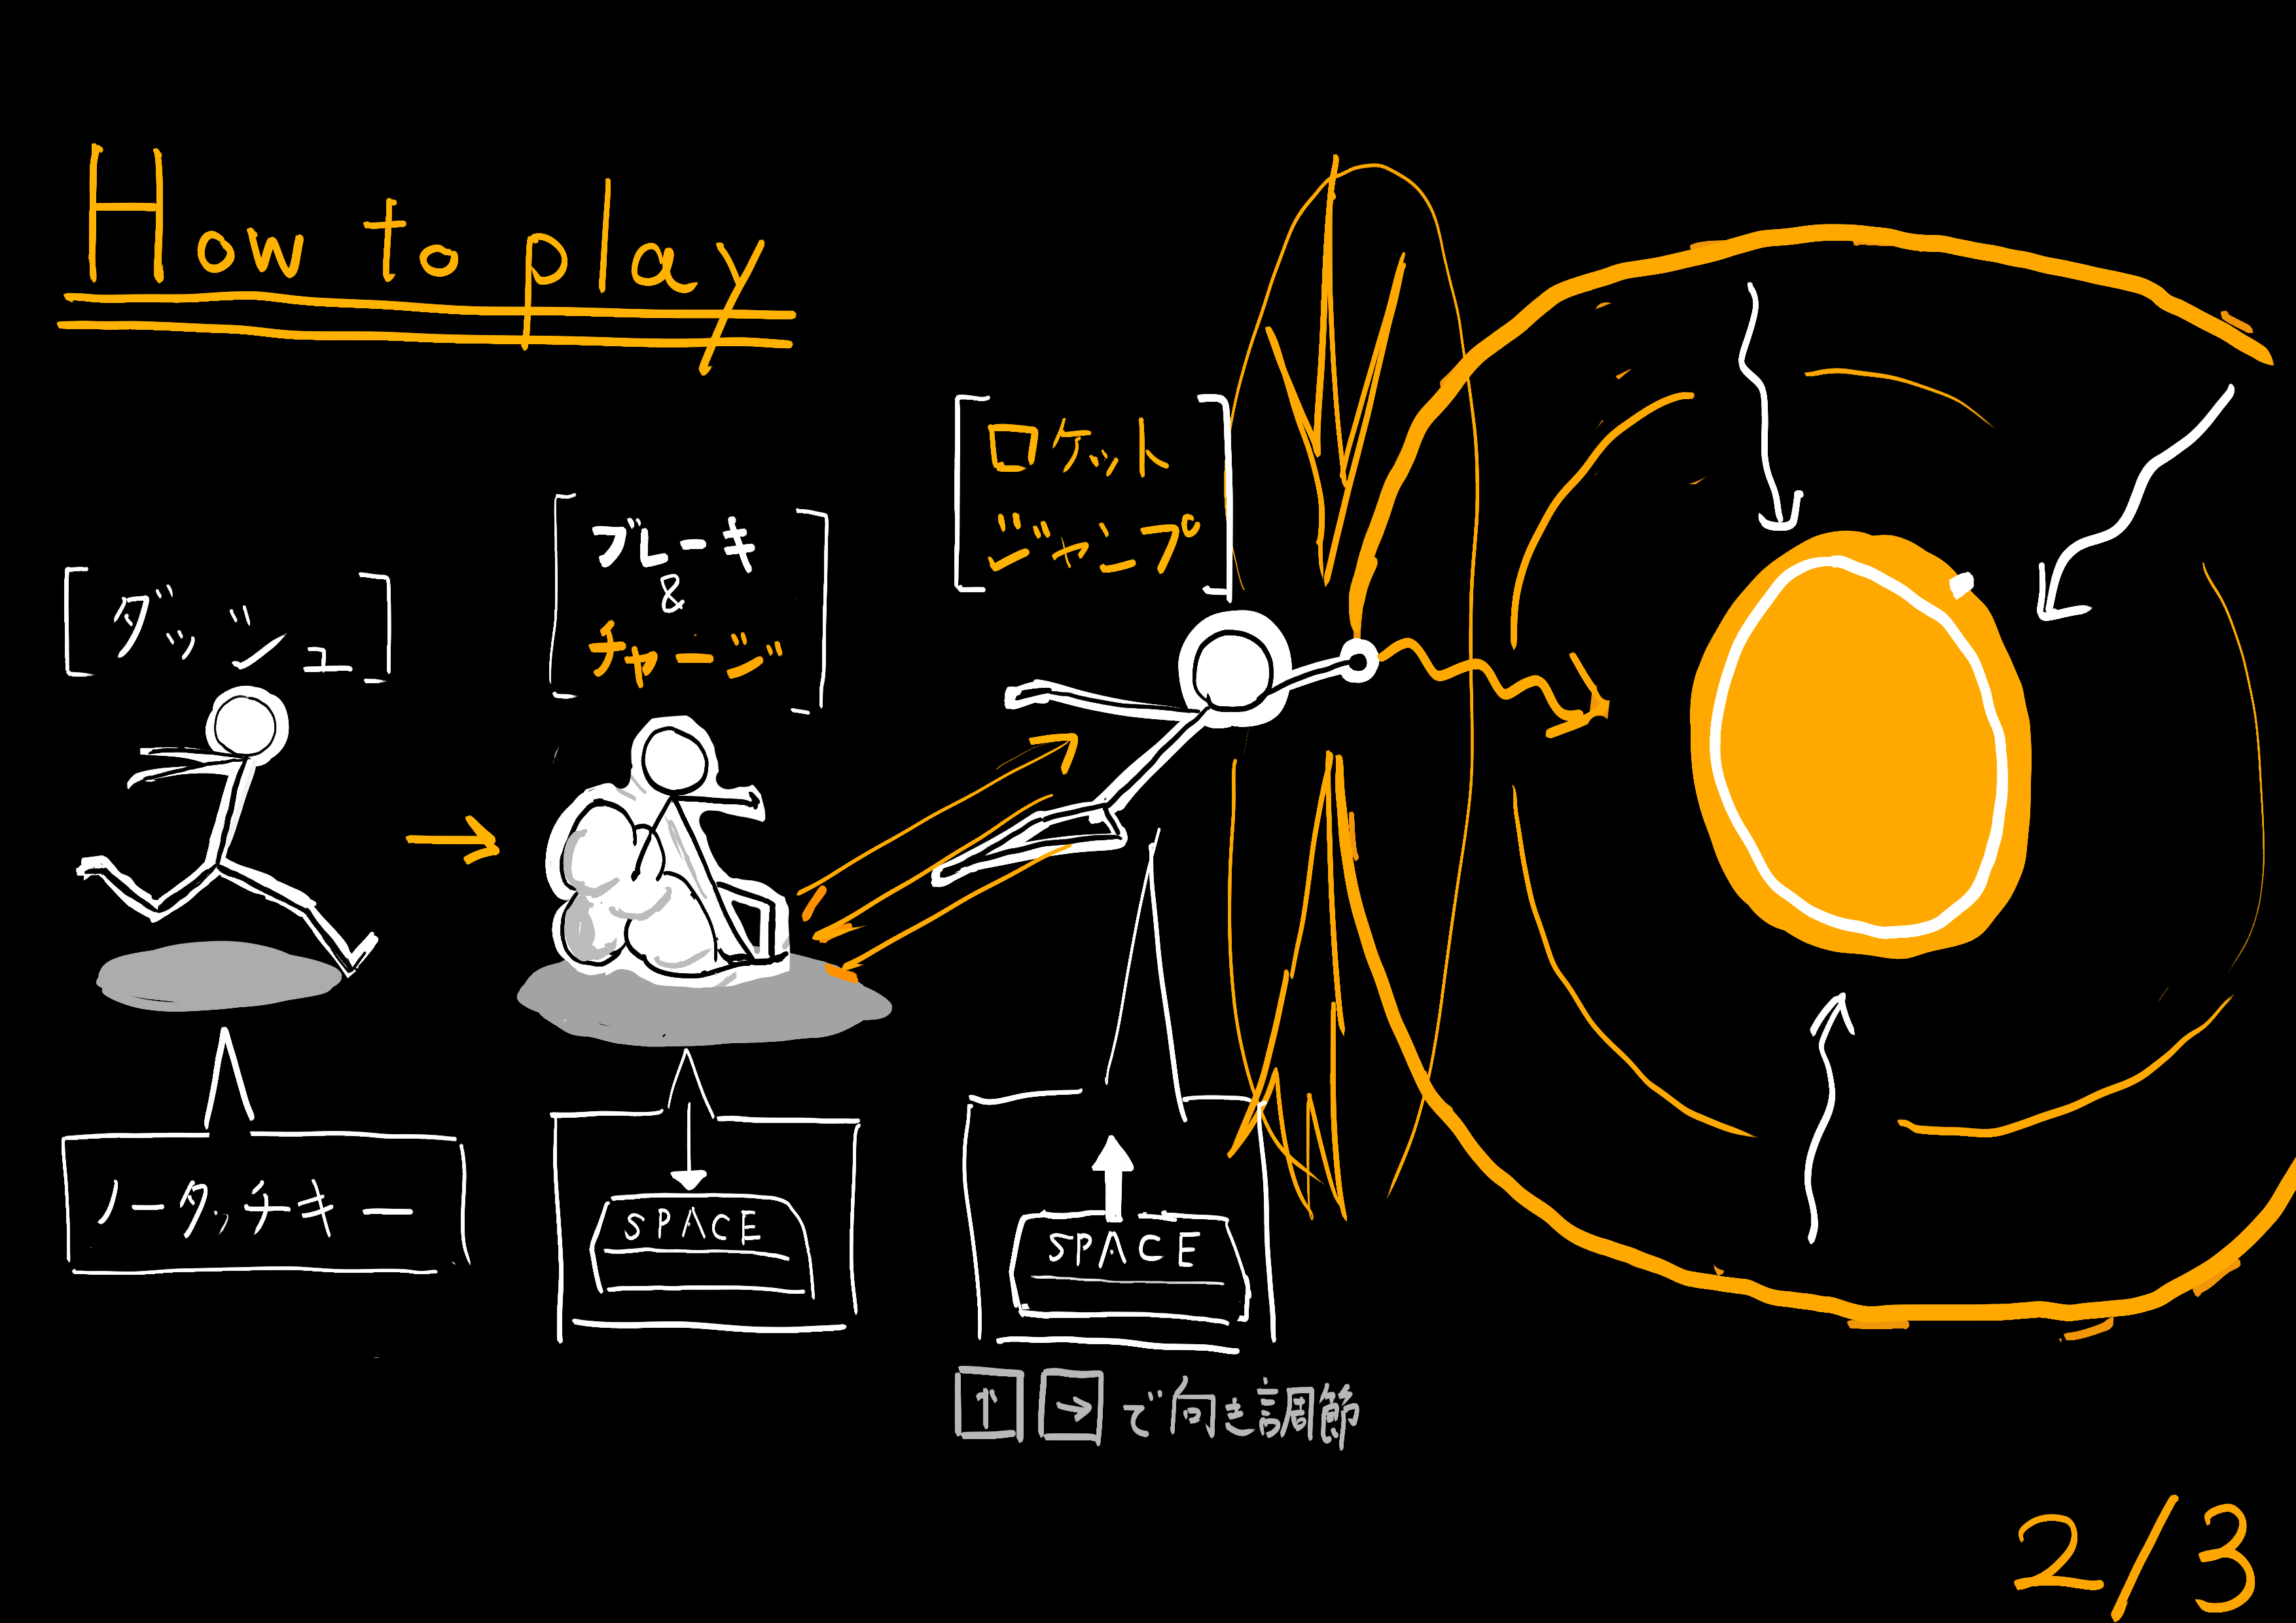 How to play
[ダッシュ]
[ブレーキ
&
チャージ]
[ロケット
ジャンプ]
ノータッチキー
SPACE
SPACE
↑ → で向き調節
2/3